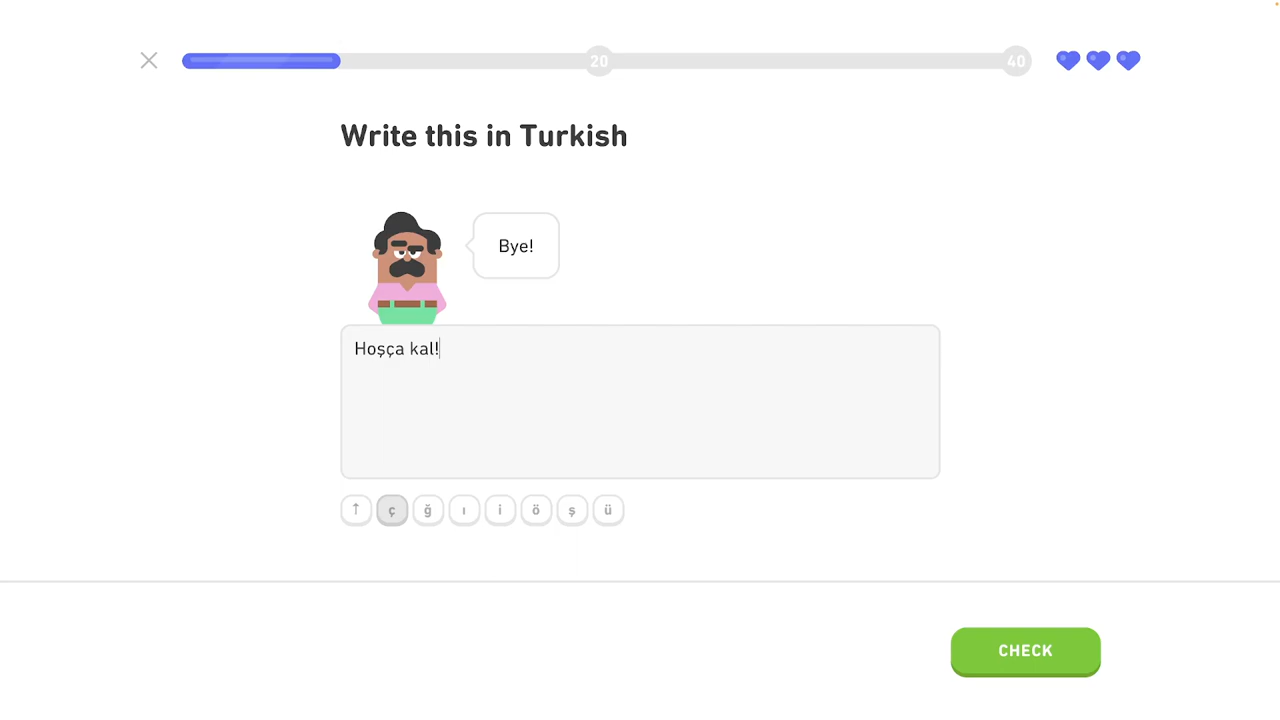 20
40
Write this in Turkish
Bye!
Hoşça kal!
↑ ç ğ ı i ö ş ü
CHECK